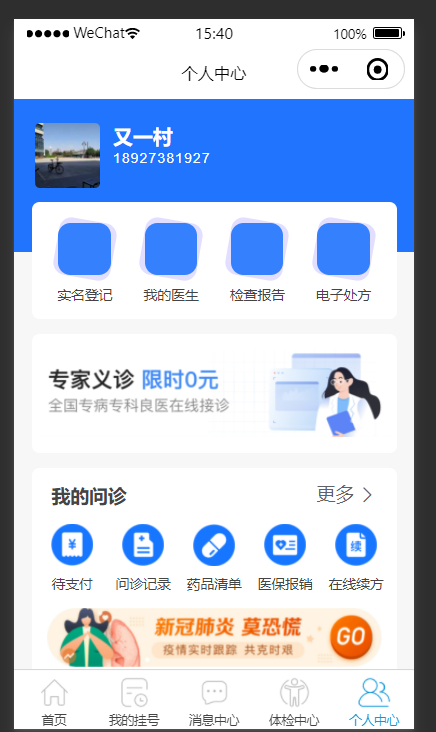 WeChat 15:40 100%
个人中心
又一村
18927381927
实名登记 我的医生 检查报告 电子处方
专家义诊 限时0元
全国专病专科良医在线接诊
我的问诊 更多
¥ 续
待支付 问诊记录 药品清单 医保报销 在线续方
新冠肺炎 莫恐慌
疫情实时跟踪 共克时艰
GO
首页 我的挂号 消息中心 体检中心 个人中心